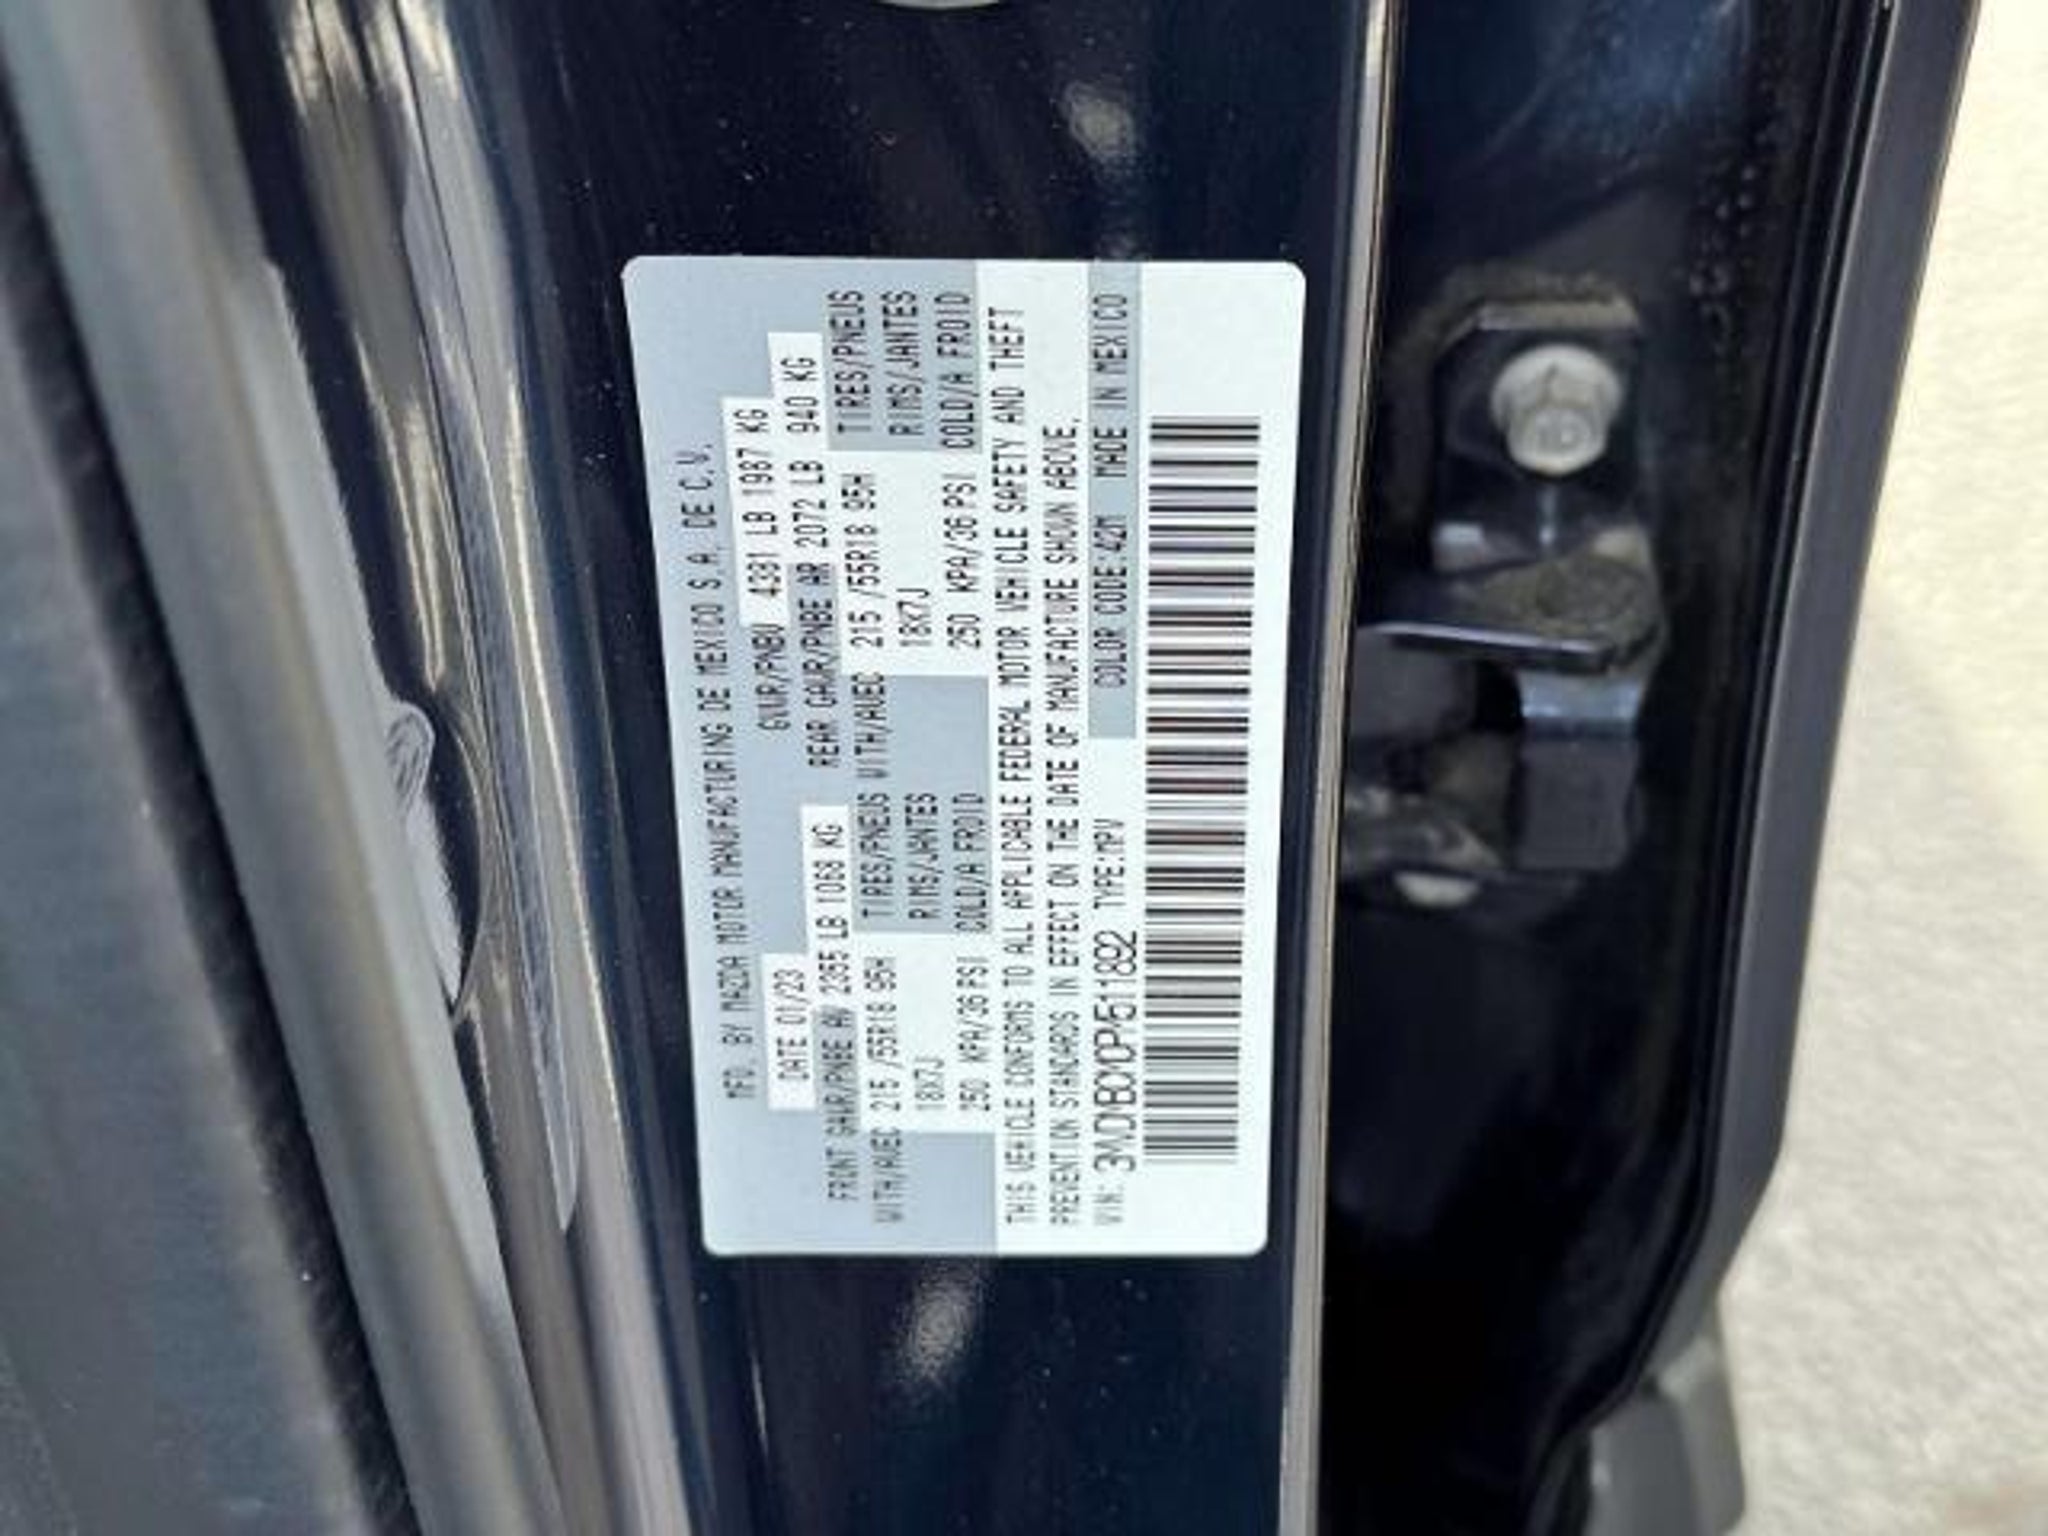 MFD. BY MAZDA MOTOR MANUFACTURING DE MEXICO S.A. DE C.V.
DATE 01/23 GVWR/PNBV 4381 LB 1987 KG
FRONT GAWR/PNBE AV 2355 LB 1068 KG REAR GAWR/PNBE AR 2072 LB 940 KG
WITH/AVEC 215 /55R18 95H TIRES/PNEUS WITH/AVEC 215 /55R18 95H TIRES/PNEUS
18X7J RIMS/JANTES 18X7J RIMS/JANTES
250 KPA/36 PSI COLD/A FROID 250 KPA/36 PSI COLD/A FROID
THIS VEHICLE CONFORMS TO ALL APPLICABLE FEDERAL MOTOR VEHICLE SAFETY AND THEFT
PREVENTION STANDARDS IN EFFECT ON THE DATE OF MANUFACTURE SHOWN ABOVE.
VIN: TYPE:MPV COLOR CODE:42M MADE IN MEXICO